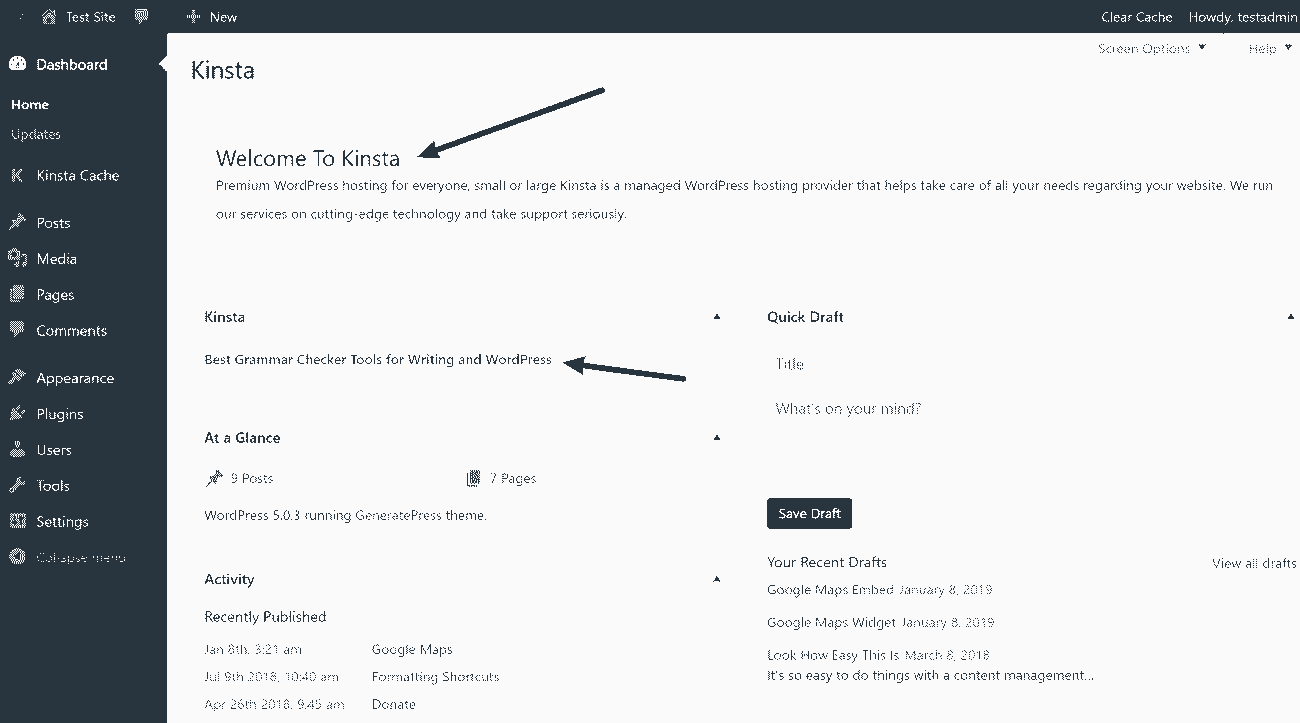 Test Site
New
Clear Cache
Howdy, testadmin
Dashboard
Home
Updates
Kinsta Cache
Posts
Media
Pages
Comments
Appearance
Plugins
Users
Tools
Settings
Collapse menu
Screen Options
Help
Kinsta
Welcome To Kinsta
Premium WordPress hosting for everyone, small or large Kinsta is a managed WordPress hosting provider that helps take care of all your needs regarding your website. We run
our services on cutting-edge technology and take support seriously.
Kinsta
Best Grammar Checker Tools for Writing and WordPress
At a Glance
9 Posts
7 Pages
WordPress 5.0.3 running GeneratePress theme.
Activity
Recently Published
Jan 8th, 3:21 am Google Maps
Jul 9th 2018, 10:40 am Formatting Shortcuts
Apr 26th 2018, 9:45 am Donate
Quick Draft
Title
What's on your mind?
Save Draft
Your Recent Drafts
View all drafts
Google Maps Embed January 8, 2019
Google Maps Widget January 8, 2019
Look How Easy This Is March 8, 2018
It's so easy to do things with a content management...